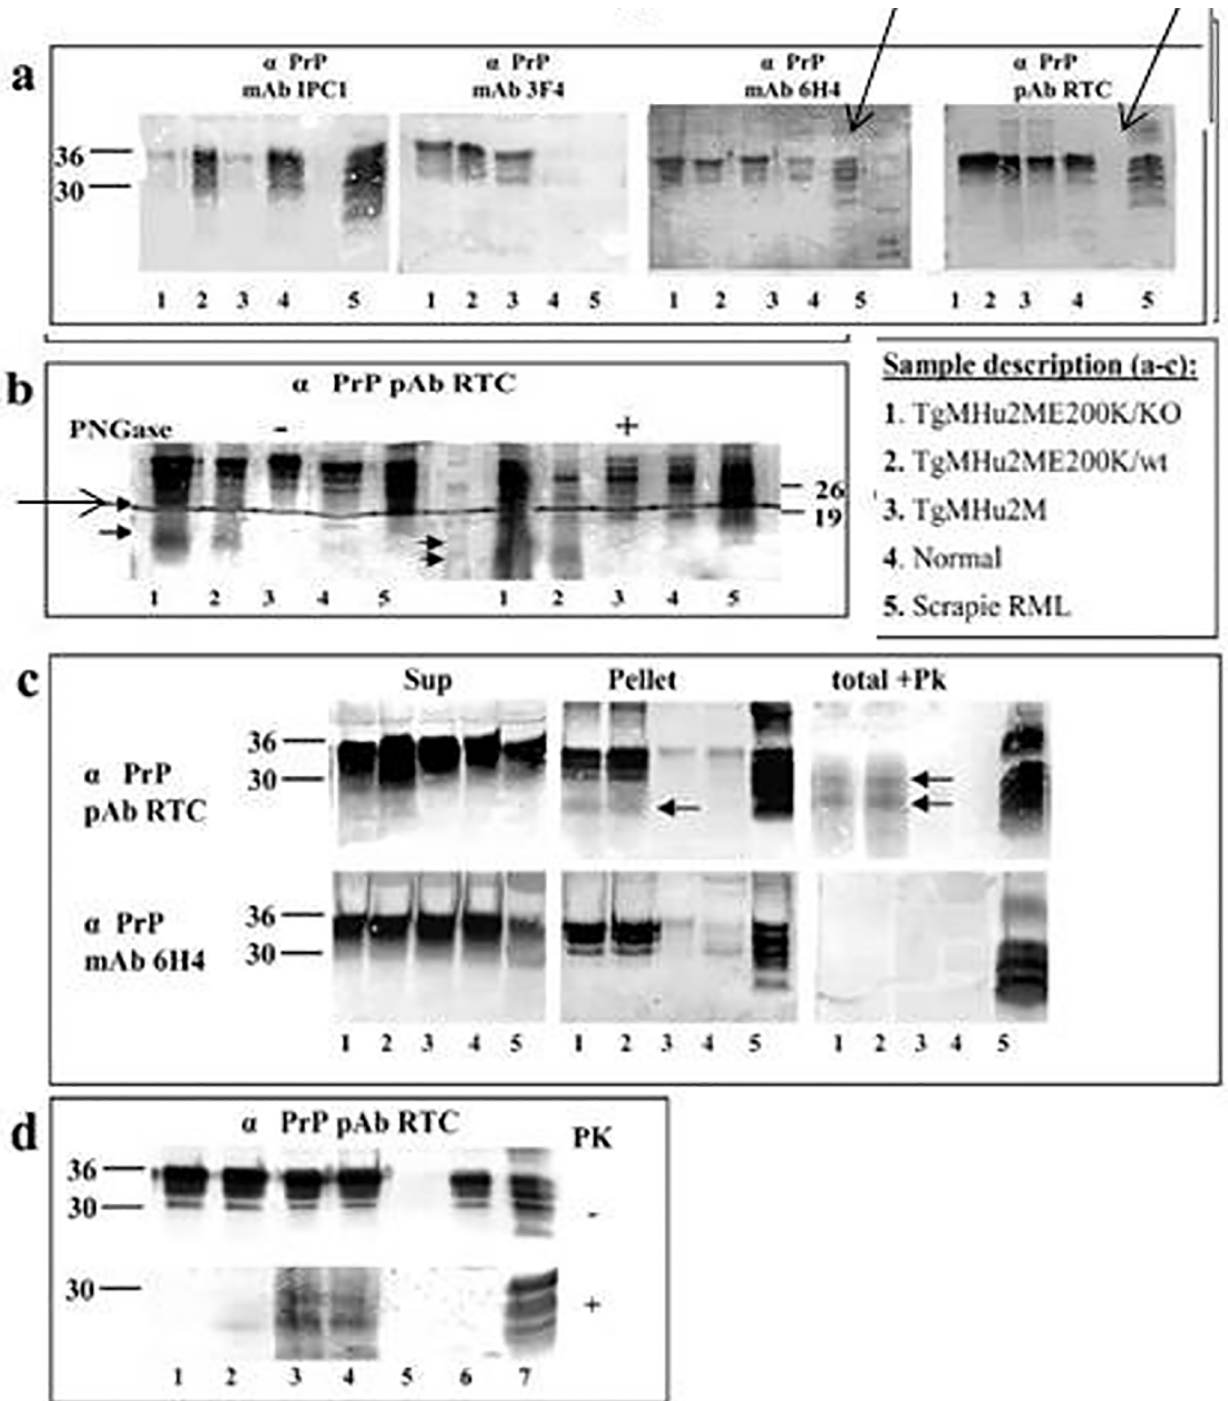 a
α PrP
mAb IPC1
α PrP
mAb 3F4
α PrP
mAb 6H4
α PrP
pAb RTC
36
30
1 2 3 4 5
1 2 3 4 5
1 2 3 4 5
1 2 3 4 5
b
α PrP pAb RTC
PNGase - +
26
19
1 2 3 4 5 1 2 3 4 5
Sample description (a-c):
1. TgMHu2ME200K/KO
2. TgMHu2ME200K/wt
3. TgMHu2M
4. Normal
5. Scrapie RML
c
Sup Pellet total +Pk
α PrP
pAb RTC
36
30
α PrP
mAb 6H4
36
30
1 2 3 4 5 1 2 3 4 5 1 2 3 4 5
d
α PrP pAb RTC
PK
36
30
-
30
+
1 2 3 4 5 6 7